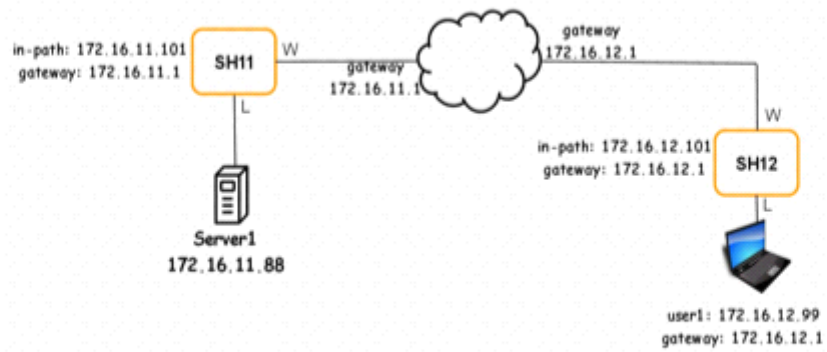 in-path: 172.16.11.101
gateway: 172.16.11.1
SH11
W
L
gateway
172.16.11.1
gateway
172.16.12.1
W
in-path: 172.16.12.101
gateway: 172.16.12.1
SH12
L
Server1
172.16.11.88
user1: 172.16.12.99
gateway: 172.16.12.1